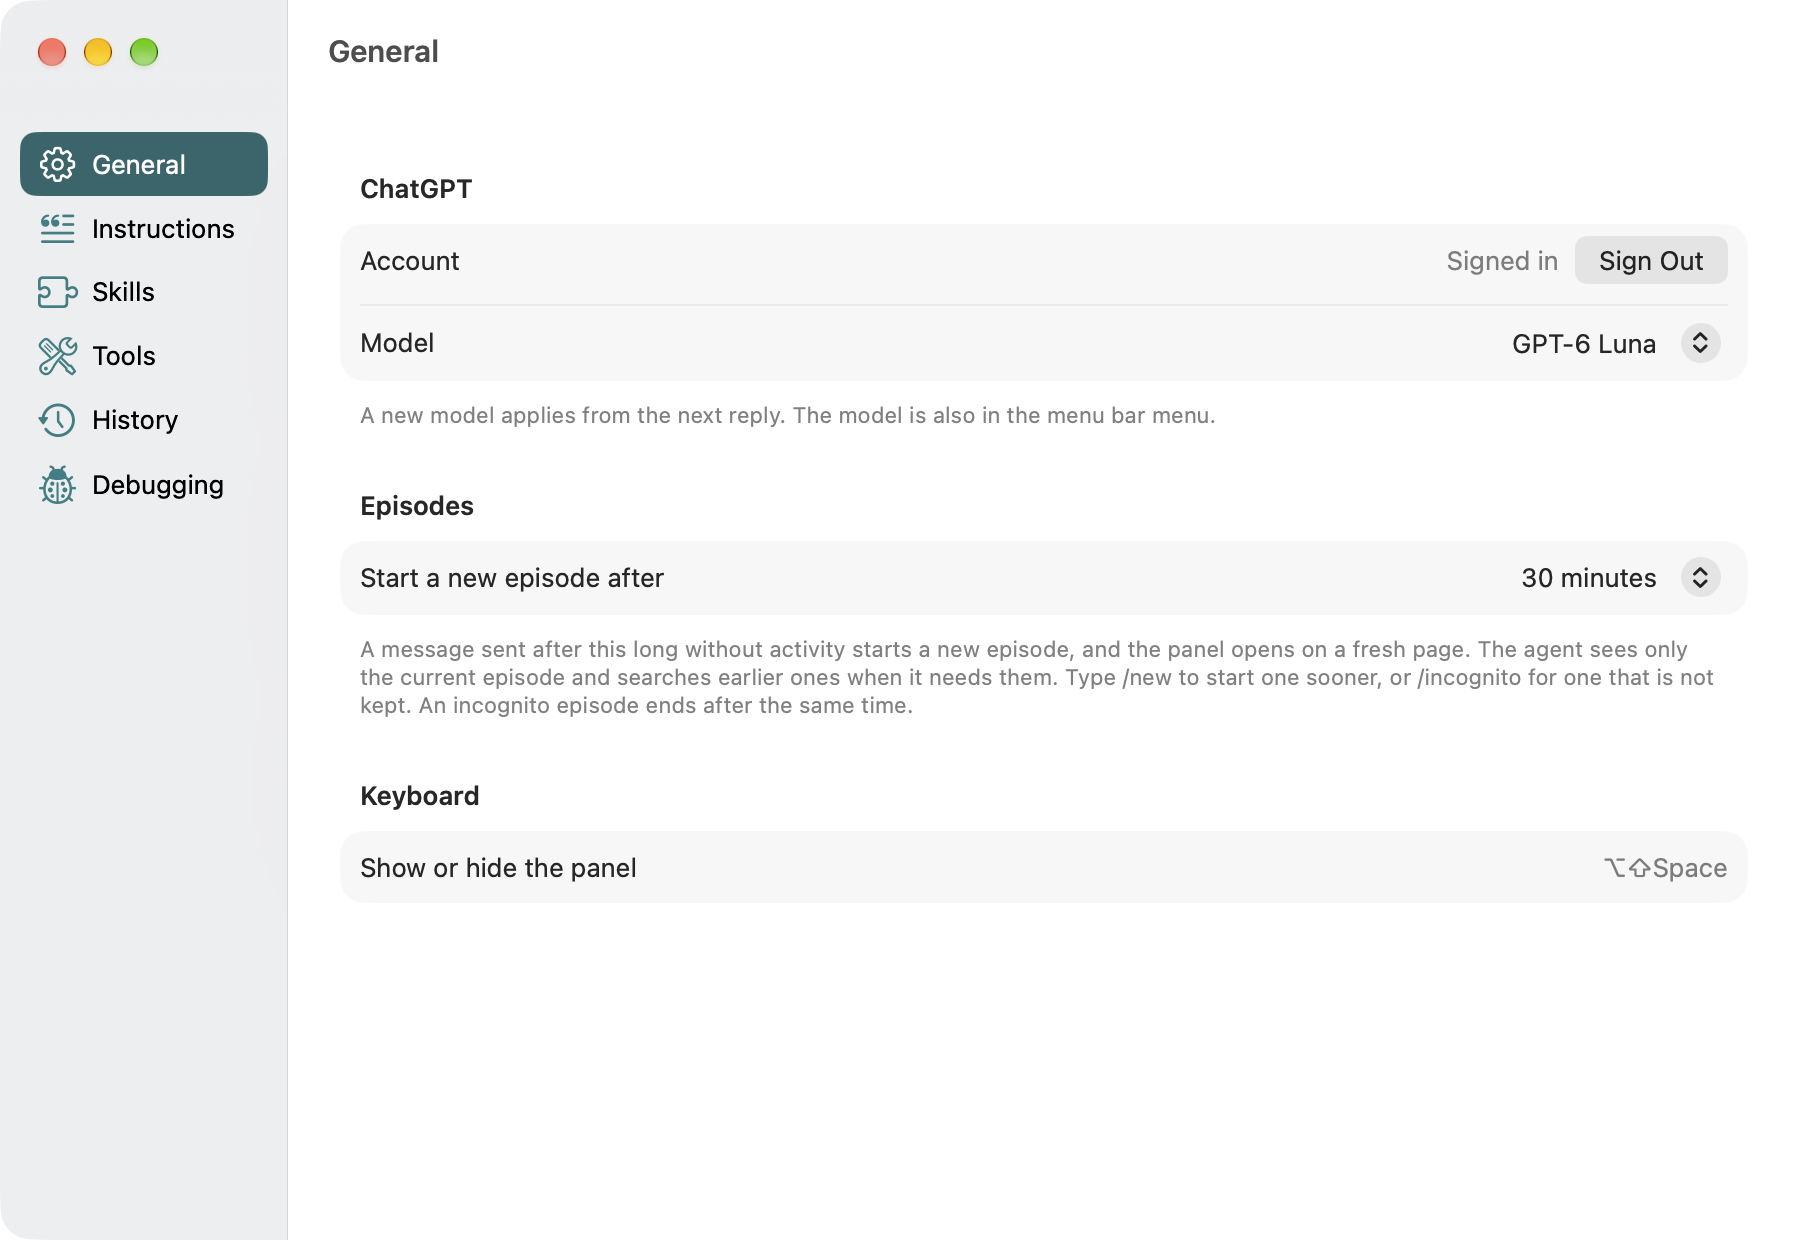 General
General
Instructions
Skills
Tools
History
Debugging
ChatGPT
Account
Signed in
Sign Out
Model
GPT-6 Luna
A new model applies from the next reply. The model is also in the menu bar menu.
Episodes
Start a new episode after
30 minutes
A message sent after this long without activity starts a new episode, and the panel opens on a fresh page. The agent sees only
the current episode and searches earlier ones when it needs them. Type /new to start one sooner, or /incognito for one that is not
kept. An incognito episode ends after the same time.
Keyboard
Show or hide the panel
⌥⇧Space